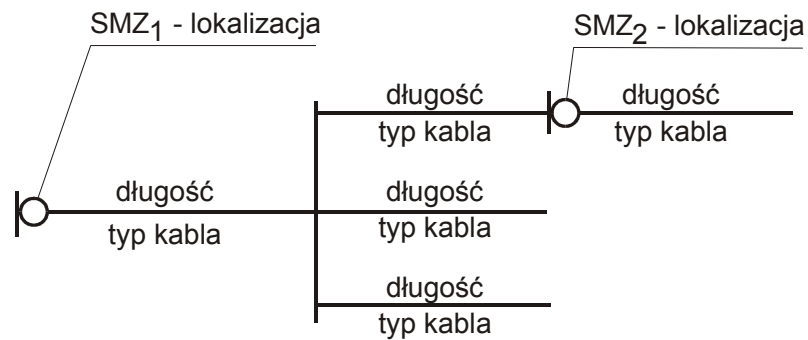 SMZ1 - lokalizacja
SMZ2 - lokalizacja
długość
typ kabla
długość
typ kabla
długość
typ kabla
długość
typ kabla
długość
typ kabla